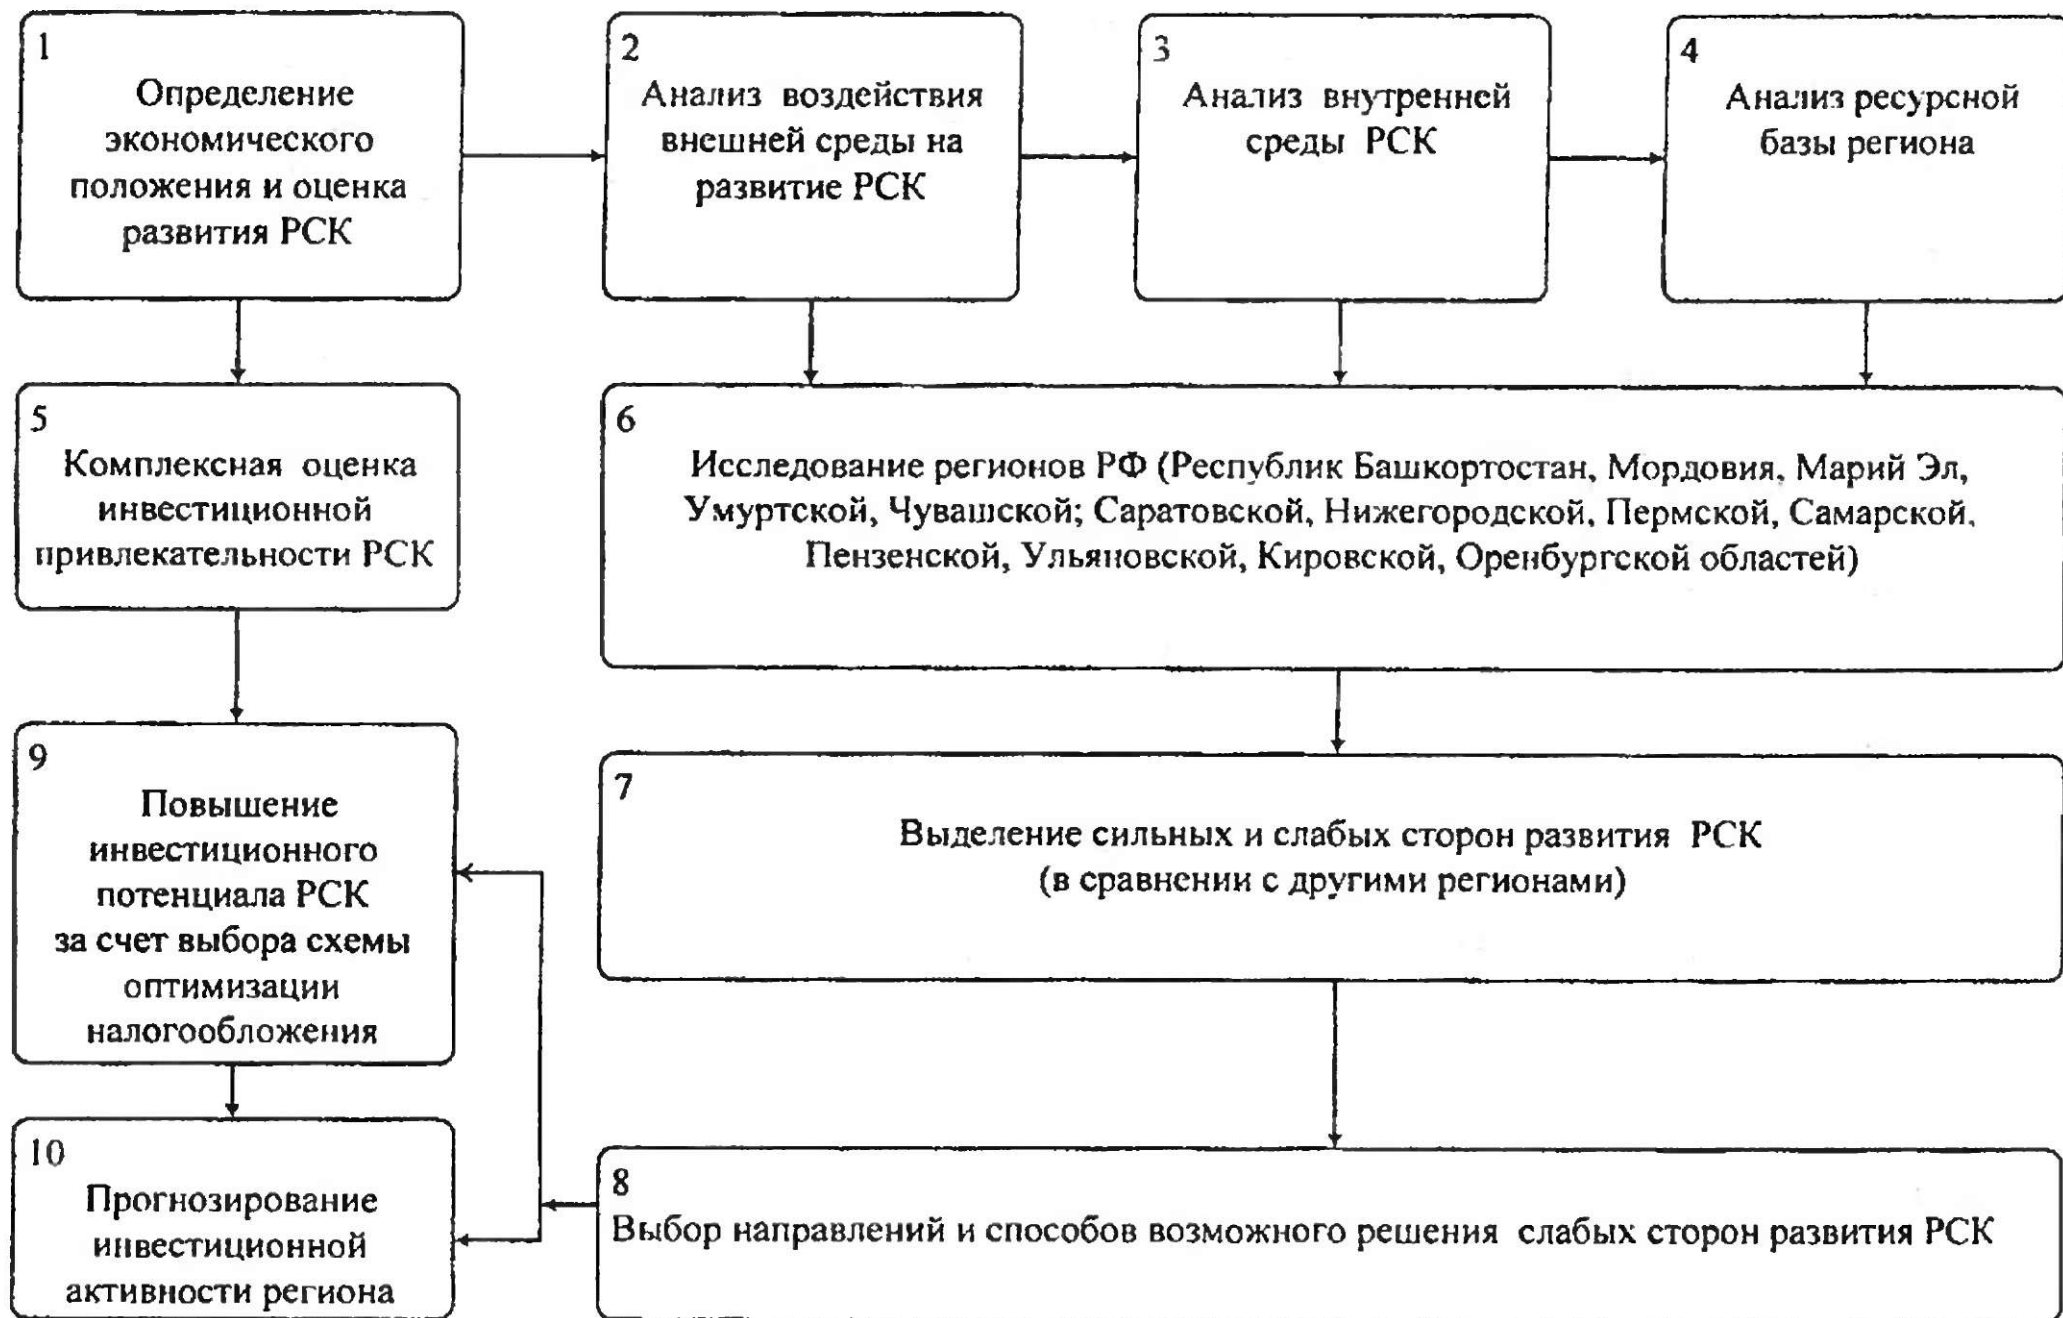 1
Определение
экономического
положения и оценка
развития РСК
2
Анализ воздействия
внешней среды на
развитие РСК
3
Анализ внутренней
среды РСК
4
Анализ ресурсной
базы региона
5
Комплексная оценка
инвестиционной
привлекательности РСК
6
Исследование регионов РФ (Республик Башкортостан, Мордовия, Марий Эл,
Умуртской, Чувашской; Саратовской, Нижегородской, Пермской, Самарской,
Пензенской, Ульяновской, Кировской, Оренбургской областей)
9
Повышение
инвестиционного
потенциала РСК
за счет выбора схемы
оптимизации
налогообложения
7
Выделение сильных и слабых сторон развития РСК
(в сравнении с другими регионами)
10
Прогнозирование
инвестиционной
активности региона
8
Выбор направлений и способов возможного решения слабых сторон развития РСК